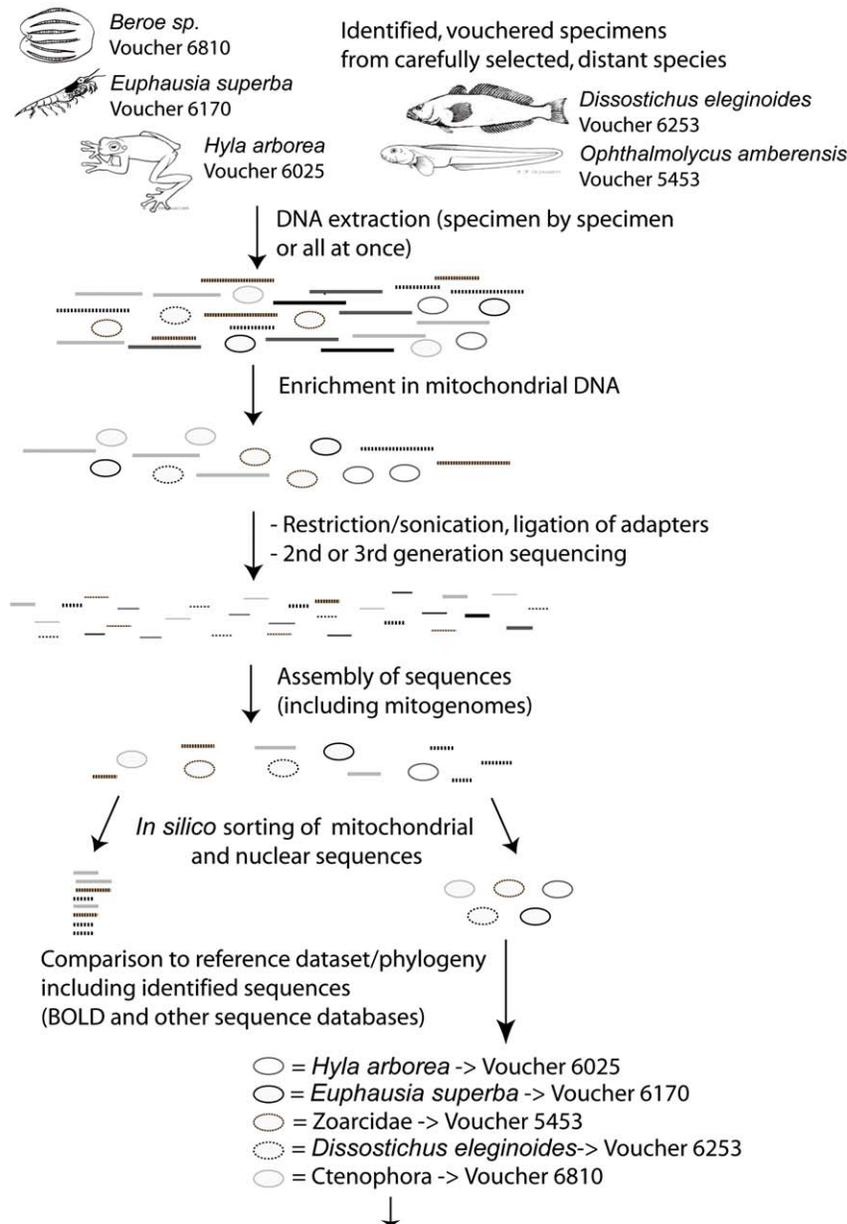 Beroe sp.
Voucher 6810
Identified, vouchered specimens
from carefully selected, distant species
Euphausia superba
Voucher 6170
Dissostichus eleginoides
Voucher 6253
Hyla arborea
Voucher 6025
Ophthalmolycus amberensis
Voucher 5453
DNA extraction (specimen by specimen
or all at once)
Enrichment in mitochondrial DNA
- Restriction/sonication, ligation of adapters
- 2nd or 3rd generation sequencing
Assembly of sequences
(including mitogenomes)
In silico sorting of mitochondrial
and nuclear sequences
Comparison to reference dataset/phylogeny
including identified sequences
(BOLD and other sequence databases)
= Hyla arborea -> Voucher 6025
= Euphausia superba -> Voucher 6170
= Zoarcidae -> Voucher 5453
= Dissostichus eleginoides-> Voucher 6253
= Ctenophora -> Voucher 6810